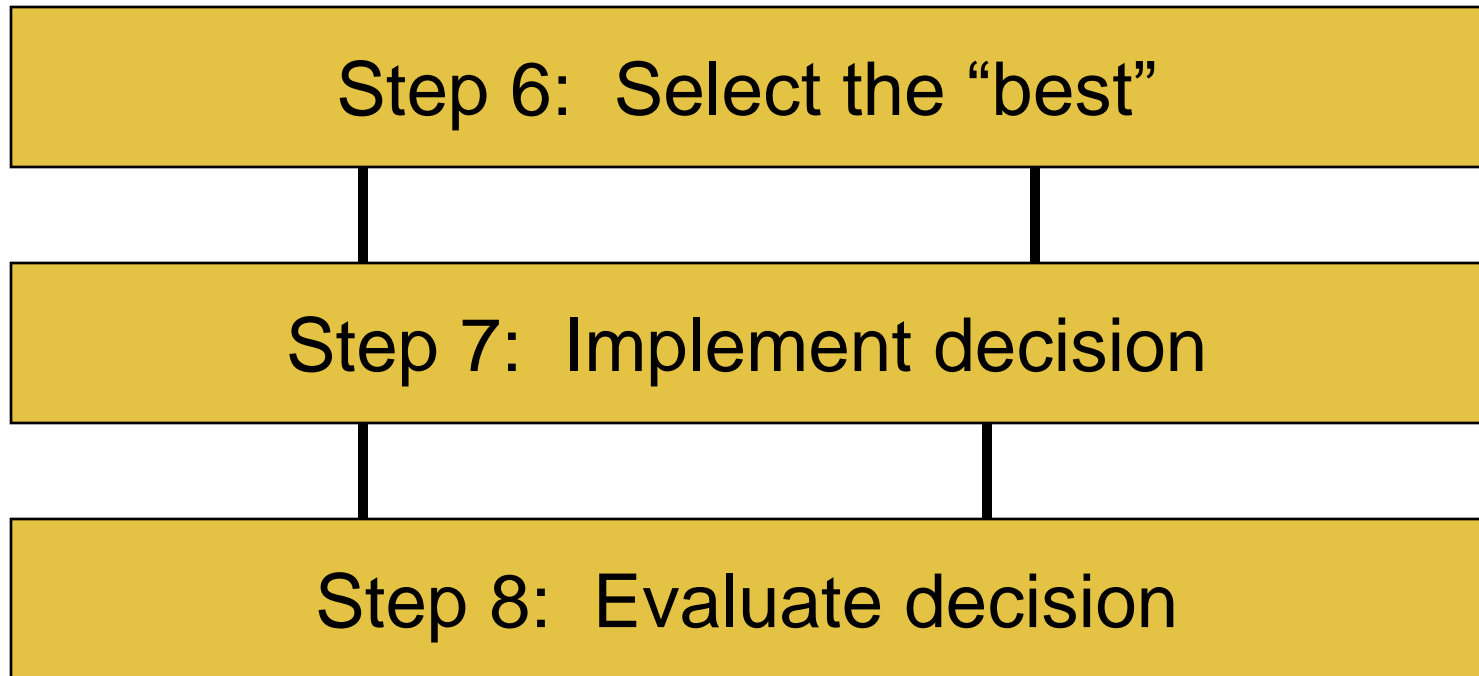 Step 6:  Select the “best”
Step 7:  Implement decision
Step 8:  Evaluate decision